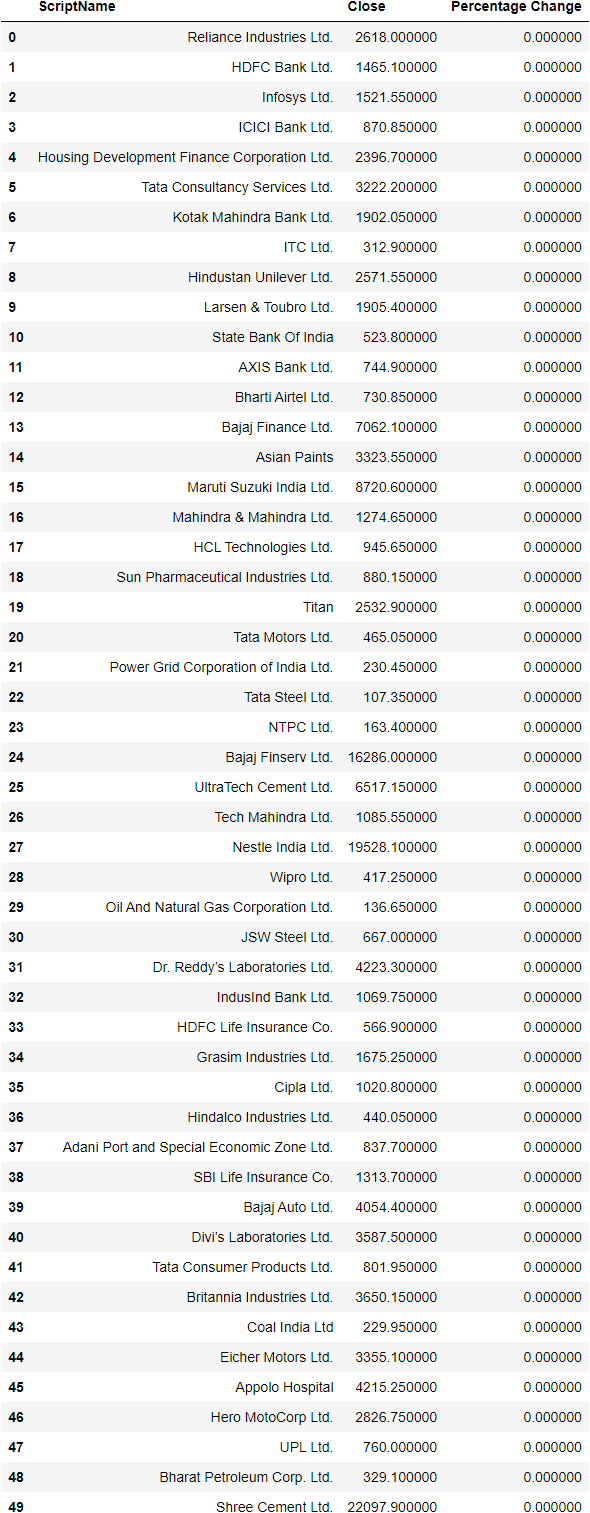 ScriptName Close Percentage Change
0 Reliance Industries Ltd. 2618.000000 0.000000
1 HDFC Bank Ltd. 1465.100000 0.000000
2 Infosys Ltd. 1521.550000 0.000000
3 ICICI Bank Ltd. 870.850000 0.000000
4 Housing Development Finance Corporation Ltd. 2396.700000 0.000000
5 Tata Consultancy Services Ltd. 3222.200000 0.000000
6 Kotak Mahindra Bank Ltd. 1902.050000 0.000000
7 ITC Ltd. 312.900000 0.000000
8 Hindustan Unilever Ltd. 2571.550000 0.000000
9 Larsen & Toubro Ltd. 1905.400000 0.000000
10 State Bank Of India 523.800000 0.000000
11 AXIS Bank Ltd. 744.900000 0.000000
12 Bharti Airtel Ltd. 730.850000 0.000000
13 Bajaj Finance Ltd. 7062.100000 0.000000
14 Asian Paints 3323.550000 0.000000
15 Maruti Suzuki India Ltd. 8720.600000 0.000000
16 Mahindra & Mahindra Ltd. 1274.650000 0.000000
17 HCL Technologies Ltd. 945.650000 0.000000
18 Sun Pharmaceutical Industries Ltd. 880.150000 0.000000
19 Titan 2532.900000 0.000000
20 Tata Motors Ltd. 465.050000 0.000000
21 Power Grid Corporation of India Ltd. 230.450000 0.000000
22 Tata Steel Ltd. 107.350000 0.000000
23 NTPC Ltd. 163.400000 0.000000
24 Bajaj Finserv Ltd. 16286.000000 0.000000
25 UltraTech Cement Ltd. 6517.150000 0.000000
26 Tech Mahindra Ltd. 1085.550000 0.000000
27 Nestle India Ltd. 19528.100000 0.000000
28 Wipro Ltd. 417.250000 0.000000
29 Oil And Natural Gas Corporation Ltd. 136.650000 0.000000
30 JSW Steel Ltd. 667.000000 0.000000
31 Dr. Reddy’s Laboratories Ltd. 4223.300000 0.000000
32 IndusInd Bank Ltd. 1069.750000 0.000000
33 HDFC Life Insurance Co. 566.900000 0.000000
34 Grasim Industries Ltd. 1675.250000 0.000000
35 Cipla Ltd. 1020.800000 0.000000
36 Hindalco Industries Ltd. 440.050000 0.000000
37 Adani Port and Special Economic Zone Ltd. 837.700000 0.000000
38 SBI Life Insurance Co. 1313.700000 0.000000
39 Bajaj Auto Ltd. 4054.400000 0.000000
40 Divi’s Laboratories Ltd. 3587.500000 0.000000
41 Tata Consumer Products Ltd. 801.950000 0.000000
42 Britannia Industries Ltd. 3650.150000 0.000000
43 Coal India Ltd 229.950000 0.000000
44 Eicher Motors Ltd. 3355.100000 0.000000
45 Appolo Hospital 4215.250000 0.000000
46 Hero MotoCorp Ltd. 2826.750000 0.000000
47 UPL Ltd. 760.000000 0.000000
48 Bharat Petroleum Corp. Ltd. 329.100000 0.000000
49 Shree Cement Ltd. 22097.900000 0.000000